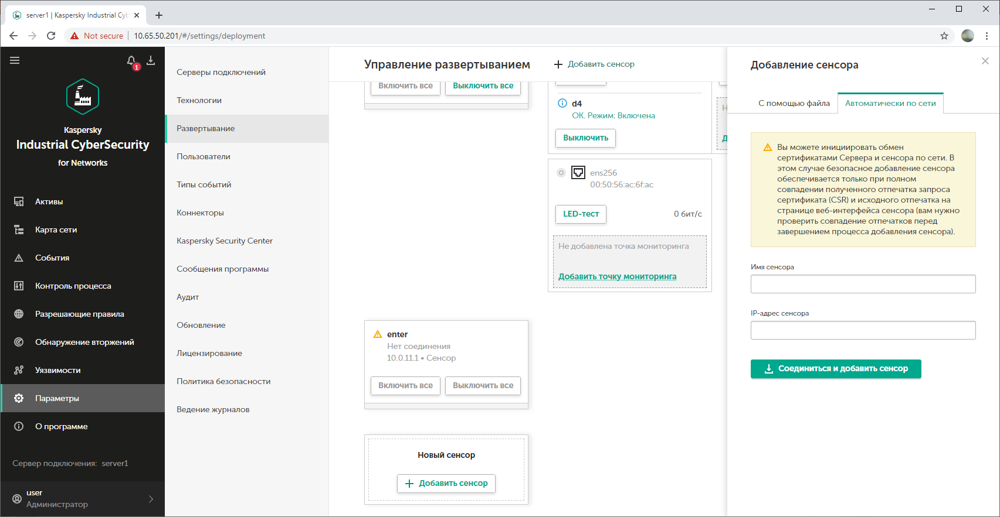 server1 | Kaspersky Industrial Cyb
Not secure
10.65.50.201/#/settings/deployment
1
Kaspersky
Industrial CyberSecurity
for Networks
Активы
Карта сети
События
Контроль процесса
Разрешающие правила
Обнаружение вторжений
Уязвимости
Параметры
О программе
Сервер подключения: server1
user
Администратор
Серверы подключений
Технологии
Развертывание
Пользователи
Типы событий
Коннекторы
Kaspersky Security Center
Сообщения программы
Аудит
Обновление
Лицензирование
Политика безопасности
Ведение журналов
Управление развертыванием
Добавить сенсор
Включить все
Выключить все
d4
ОК. Режим: Включена
Выключить
ens256
00:50:56:ac:6f:ac
LED-тест
0 бит/с
Не добавлена точка мониторинга
Добавить точку мониторинга
enter
Нет соединения
10.0.11.1 • Сенсор
Включить все
Выключить все
Новый сенсор
Добавить сенсор
Добавление сенсора
С помощью файла
Автоматически по сети
Вы можете инициировать обмен
сертификатами Сервера и сенсора по сети. В
этом случае безопасное добавление сенсора
обеспечивается только при полном
совпадении полученного отпечатка запроса
сертификата (CSR) и исходного отпечатка на
странице веб-интерфейса сенсора (вам нужно
проверить совпадение отпечатков перед
завершением процесса добавления сенсора).
Имя сенсора
IP-адрес сенсора
Соединиться и добавить сенсор